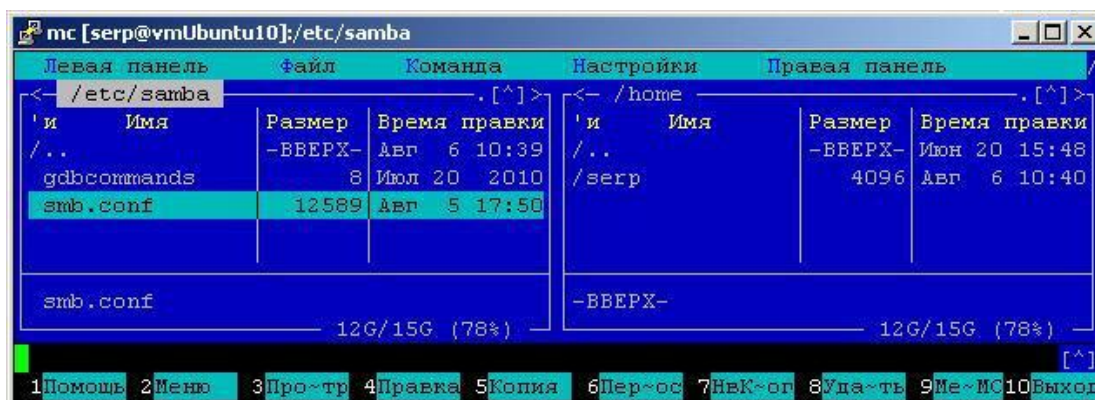 mc [serp@vmUbuntu10]:/etc/samba
Левая панель Файл Команда Настройки Правая панель
<- /etc/samba .[^]> <- /home .[^]>
'и Имя Размер Время правки 'и Имя Размер Время правки
/.. -ВВЕРХ- Авг 6 10:39 /.. -ВВЕРХ- Июн 20 15:48
gdbcommands 8 Июл 20 2010 /serp 4096 Авг 6 10:40
smb.conf 12589 Авг 5 17:50
smb.conf -ВВЕРХ-
12G/15G (78%) 12G/15G (78%)
[^]
1Помощь 2Меню 3Про~тр 4Правка 5Копия 6Пер~ос 7НвК~ог 8Уда~ть 9Ме~МС 10Выход